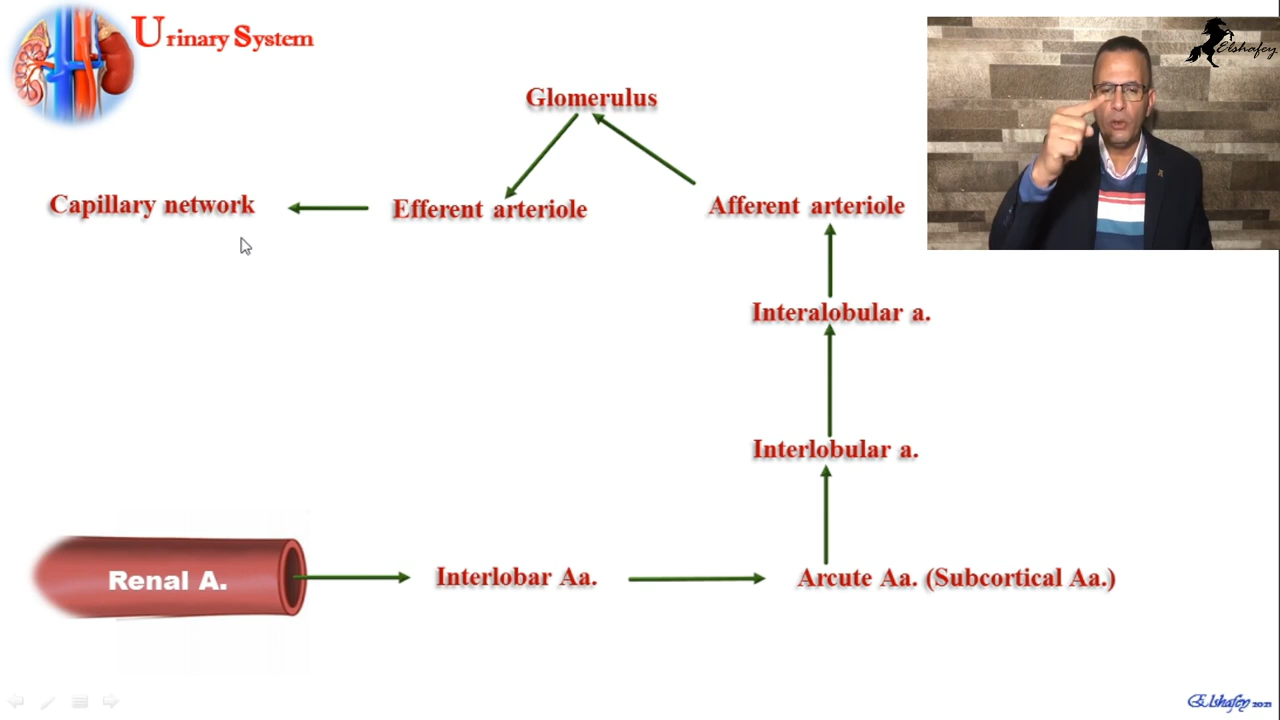 Urinary System
Elshafey
Glomerulus
Capillary network
Efferent arteriole
Afferent arteriole
Interalobular a.
Interlobular a.
Renal A.
Interlobar Aa.
Arcute Aa. (Subcortical Aa.)
Elshafey 2021